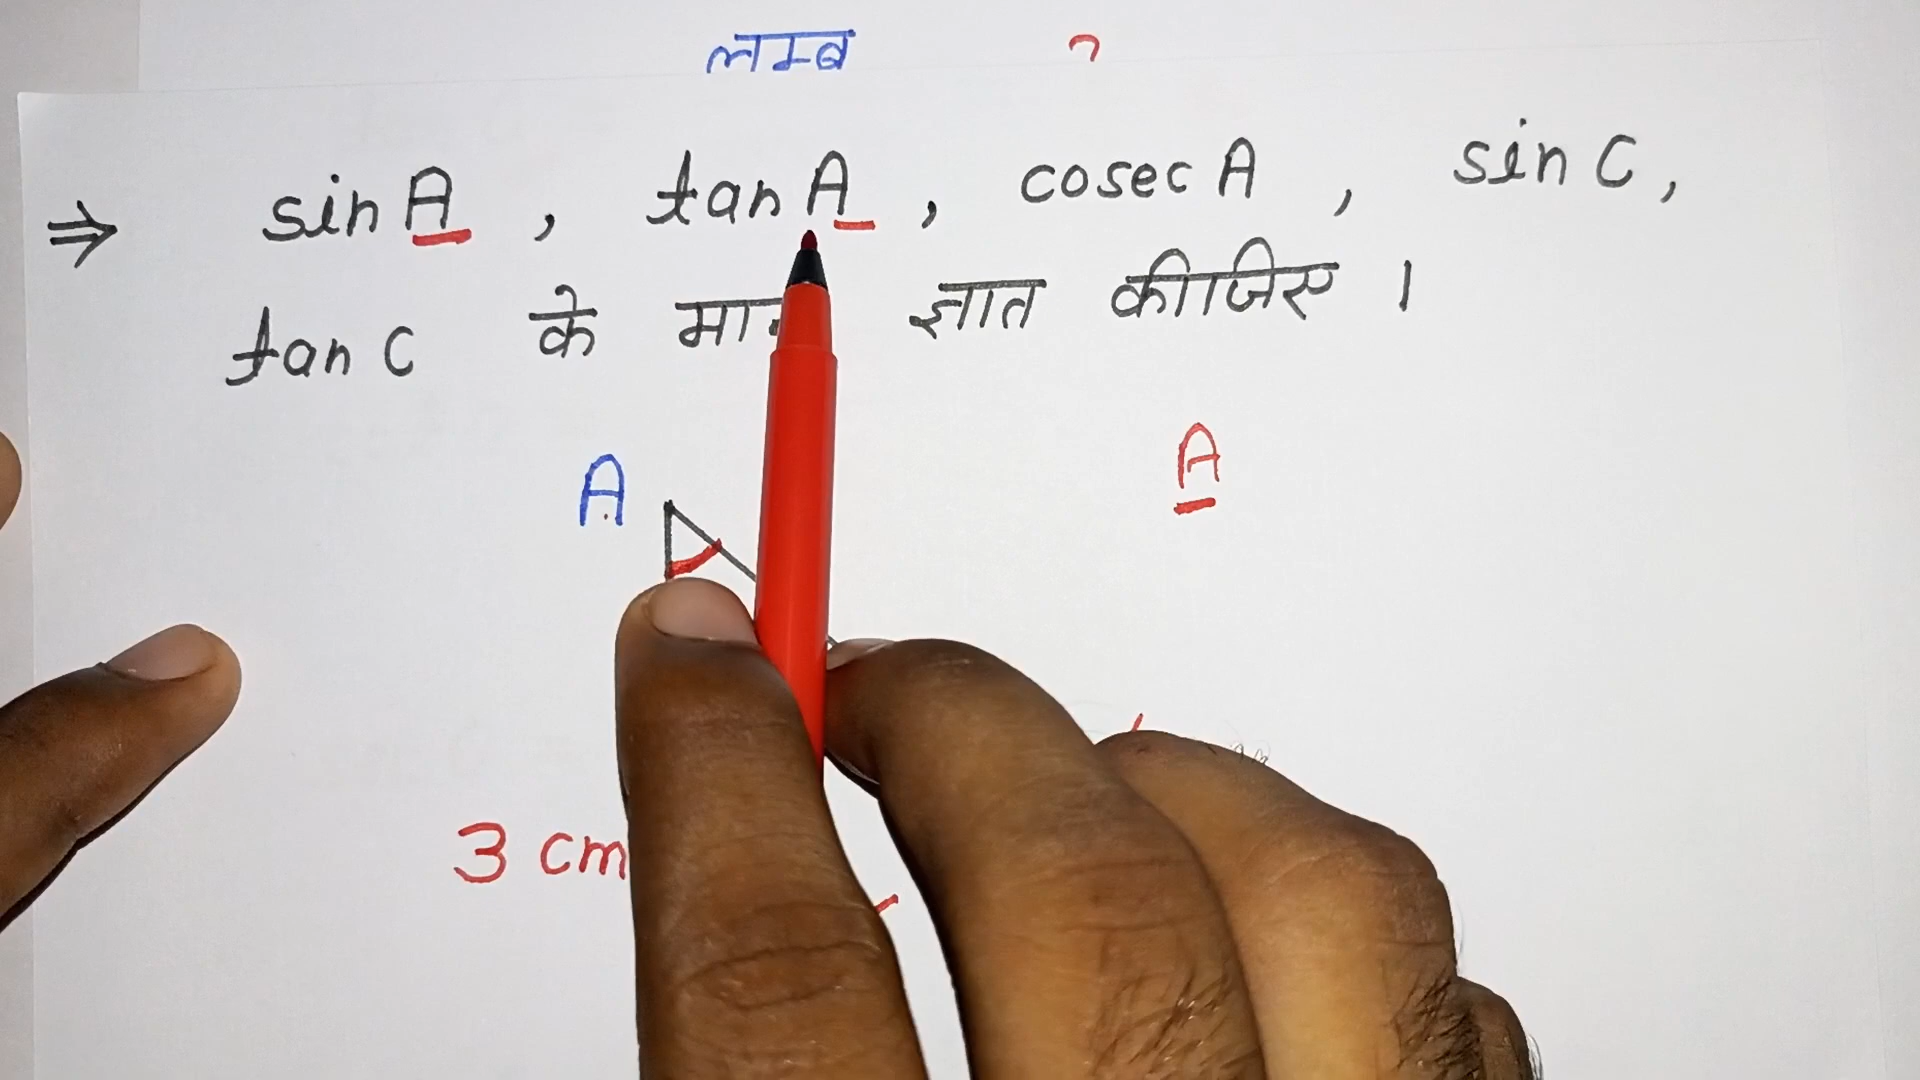 लम्ब
⇒ sin A , tan A , cosec A , sin C ,
tan C के ज्ञात कीजिए ।
A
A
3 cm